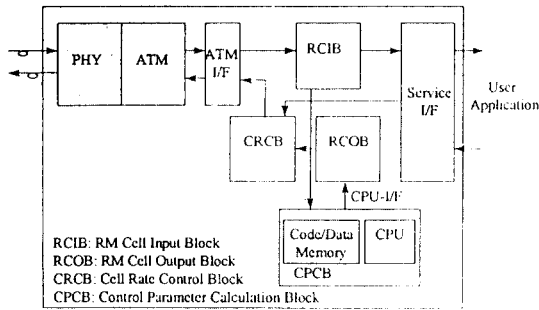 PHY
ATM
ATM
I/F
RCIB
Service
I/F
User
Application
CRCB
RCOB
CPU-I/F
Code/Data
Memory
CPU
CPCB
RCIB: RM Cell Input Block
RCOB: RM Cell Output Block
CRCB: Cell Rate Control Block
CPCB: Control Parameter Calculation Block